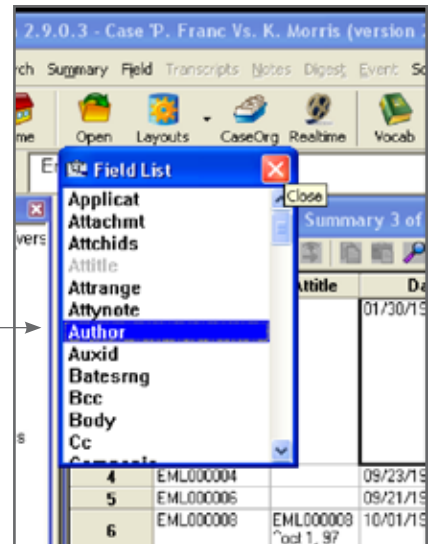 2.9.0.3 - Case "P. Franc Vs. K. Morris (version
Summary Field Transcripts Notes Digest Event
Open Layouts CaseOrg Realtime Vocab
Field List
Close
Applicat
Attachmt
Attchids
Attitle
Attrange
Attynote
Author
Auxid
Batesrng
Bcc
Body
Cc
Summary 3 of
Attitle
01/30/19
4 EML000004 09/23/19
5 EML000006 09/21/19
6 EML000008 EML000008 10/01/19